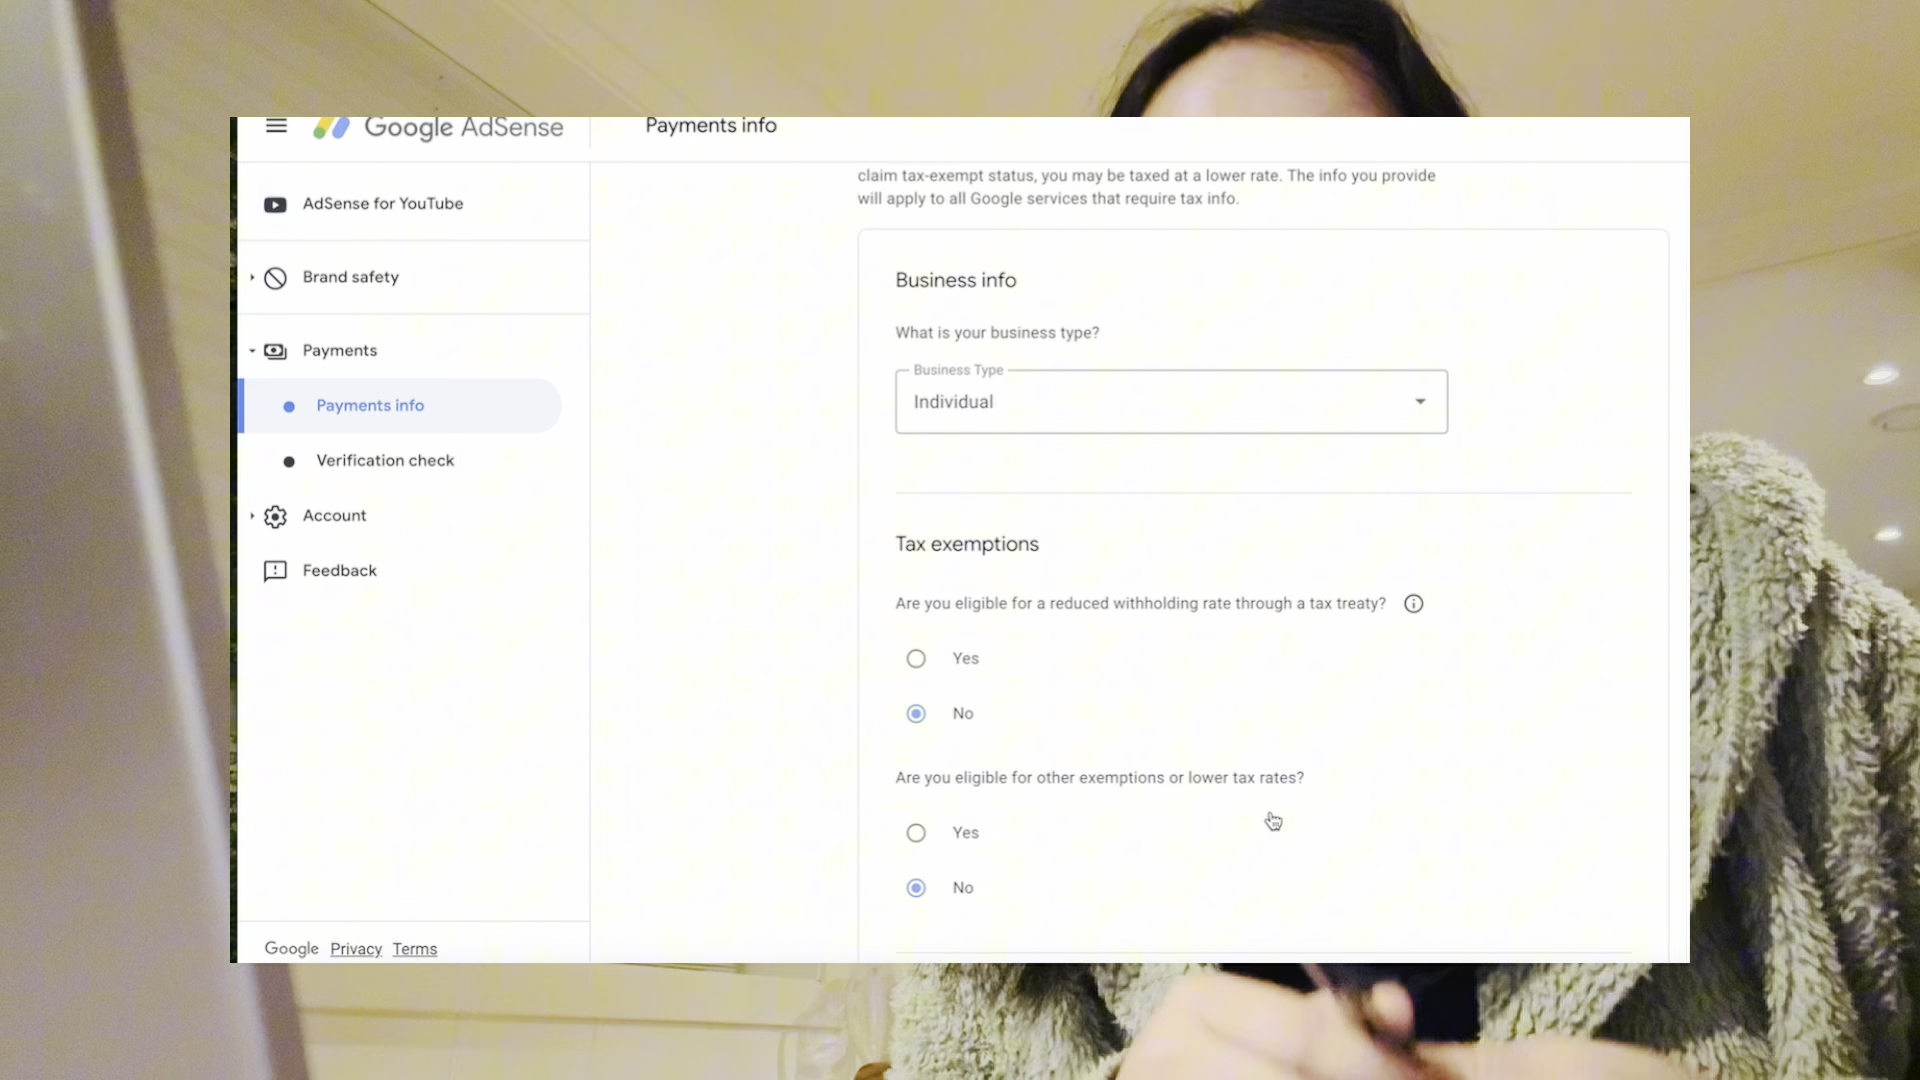 Google AdSense
Payments info
AdSense for YouTube
Brand safety
Payments
Payments info
Verification check
Account
Feedback
Google Privacy Terms
claim tax-exempt status, you may be taxed at a lower rate. The info you provide
will apply to all Google services that require tax info.
Business info
What is your business type?
Business Type
Individual
Tax exemptions
Are you eligible for a reduced withholding rate through a tax treaty?
Yes
No
Are you eligible for other exemptions or lower tax rates?
Yes
No